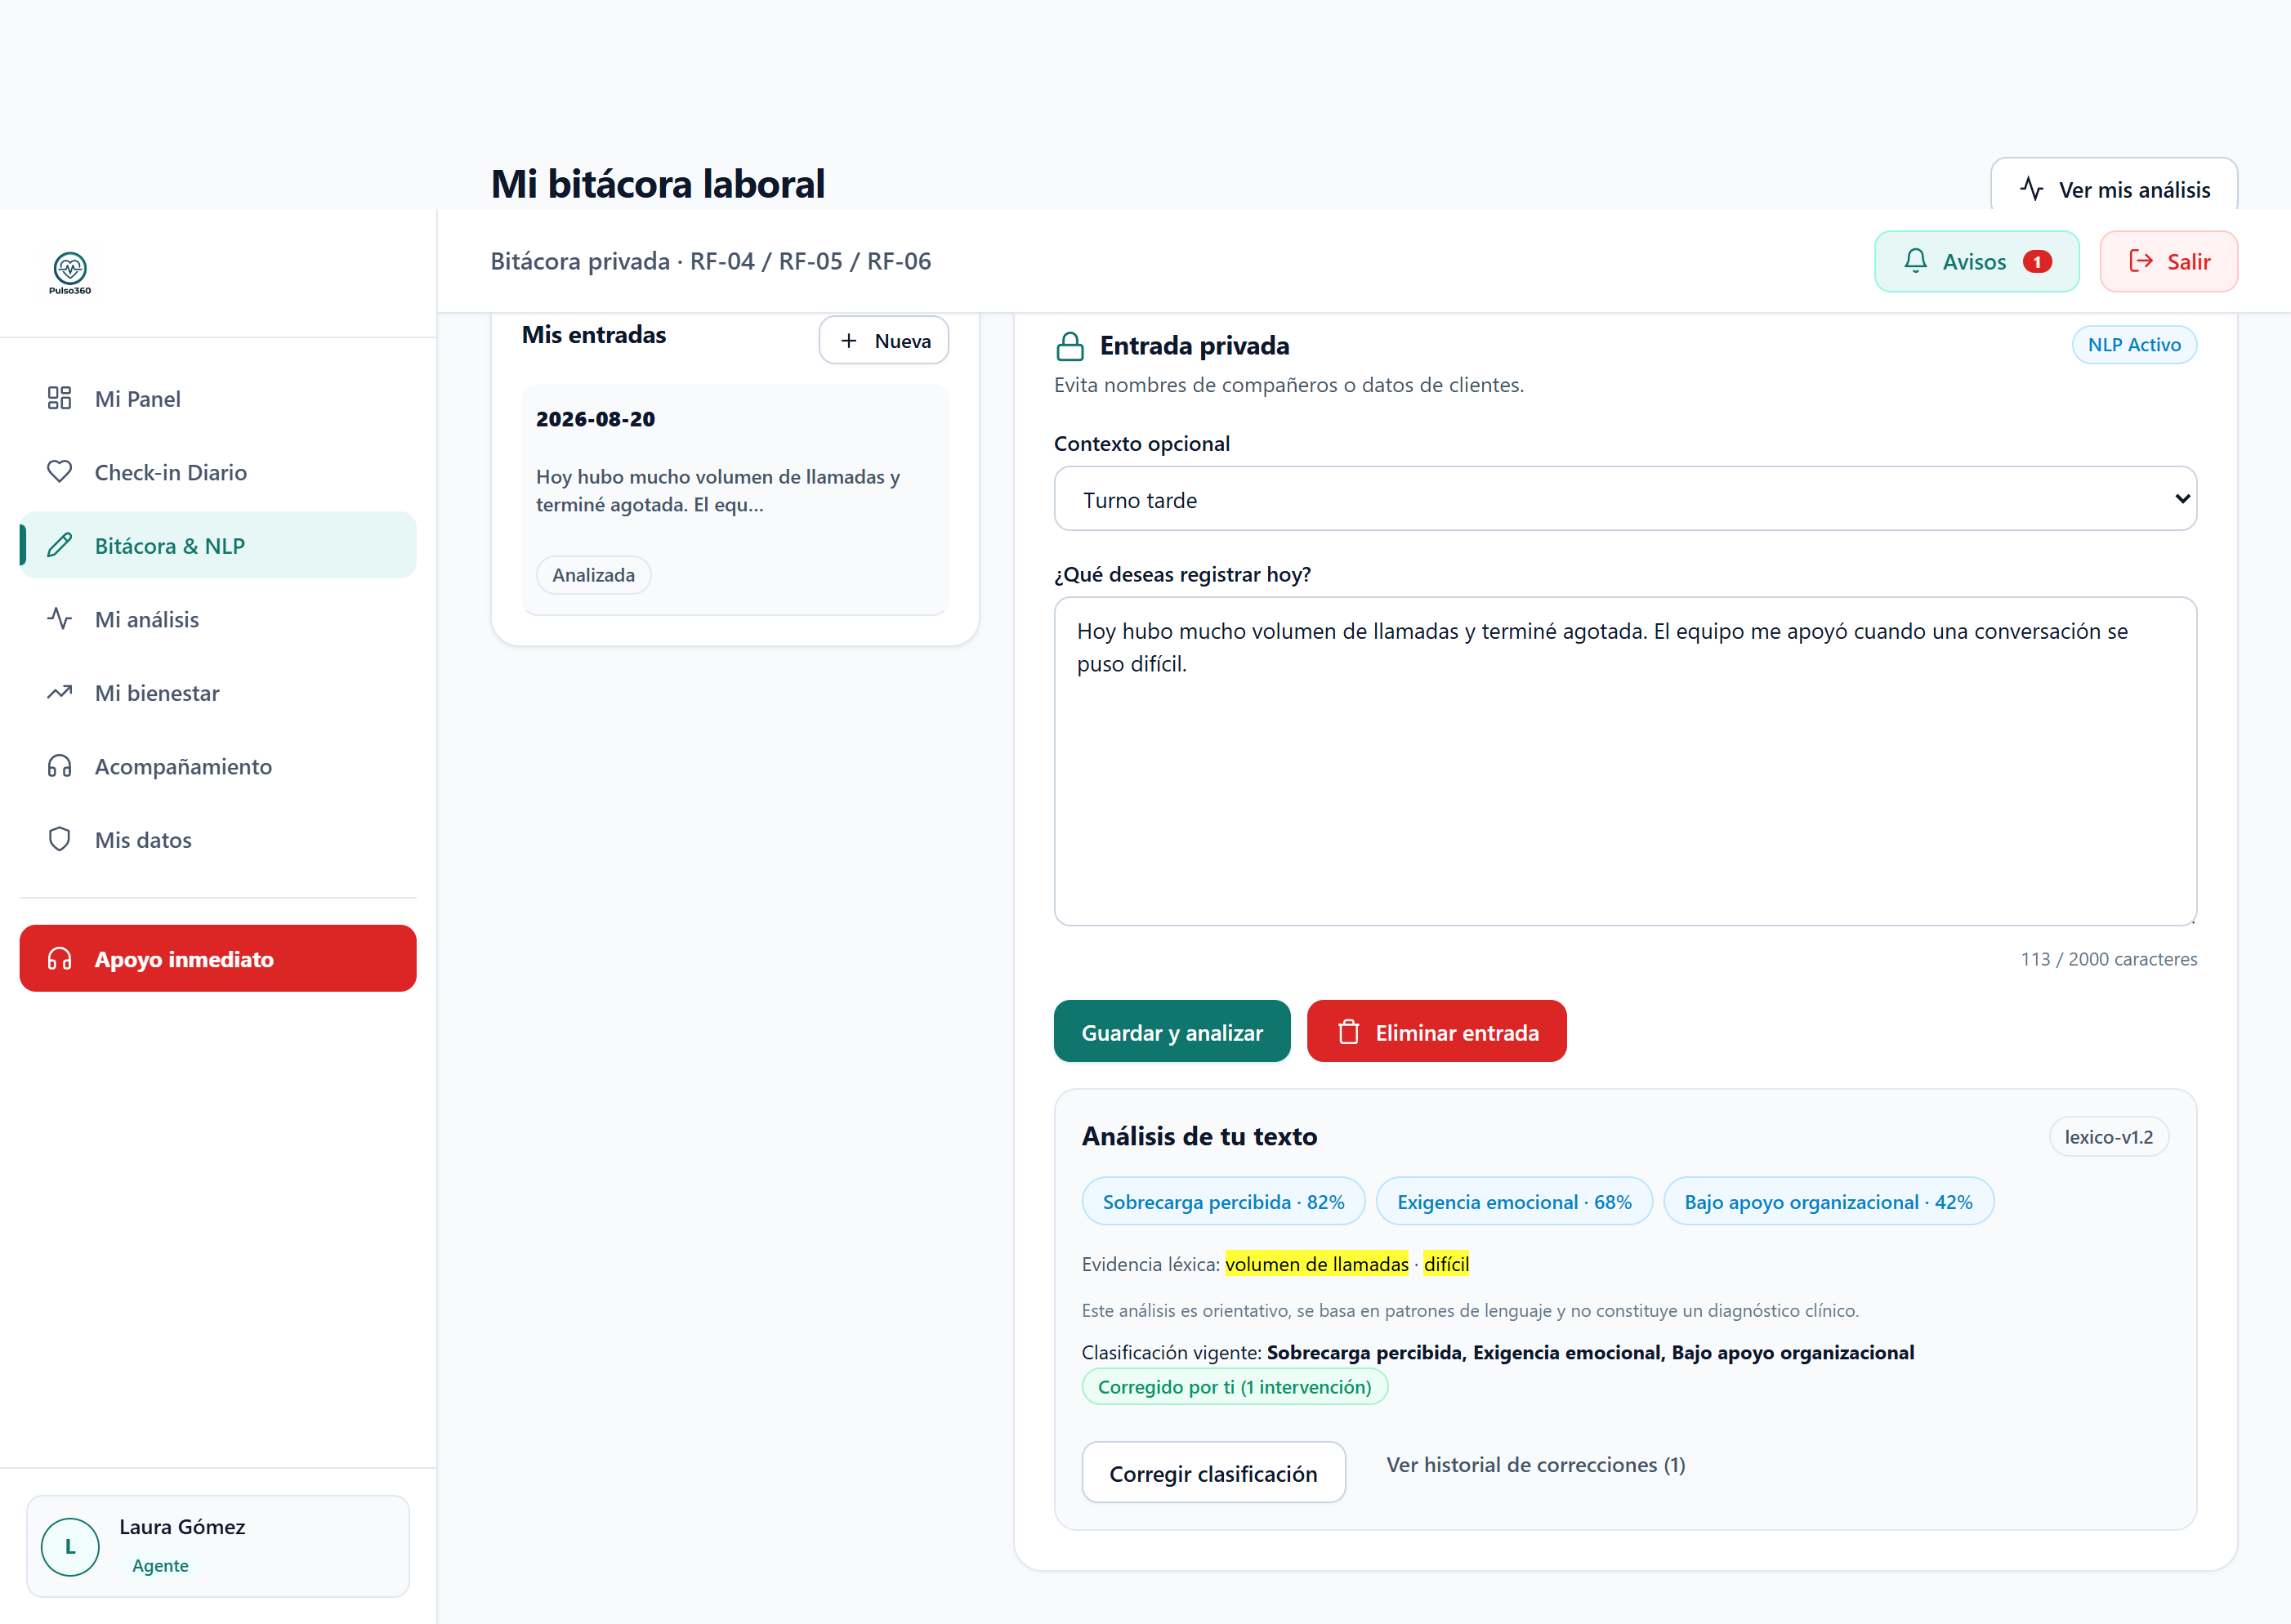 Mi bitácora laboral
Ver mis análisis
Pulso360
Bitácora privada · RF-04 / RF-05 / RF-06
Avisos 1
Salir
Mi Panel
Check-in Diario
Bitácora & NLP
Mi análisis
Mi bienestar
Acompañamiento
Mis datos
Apoyo inmediato
Laura Gómez
L
Agente
Mis entradas
+ Nueva
2026-08-20
Hoy hubo mucho volumen de llamadas y
terminé agotada. El equ...
Analizada
Entrada privada
NLP Activo
Evita nombres de compañeros o datos de clientes.
Contexto opcional
Turno tarde
¿Qué deseas registrar hoy?
Hoy hubo mucho volumen de llamadas y terminé agotada. El equipo me apoyó cuando una conversación se
puso difícil.
113 / 2000 caracteres
Guardar y analizar
Eliminar entrada
Análisis de tu texto
lexico-v1.2
Sobrecarga percibida · 82%
Exigencia emocional · 68%
Bajo apoyo organizacional · 42%
Evidencia léxica: volumen de llamadas · difícil
Este análisis es orientativo, se basa en patrones de lenguaje y no constituye un diagnóstico clínico.
Clasificación vigente: Sobrecarga percibida, Exigencia emocional, Bajo apoyo organizacional
Corregido por ti (1 intervención)
Corregir clasificación
Ver historial de correcciones (1)